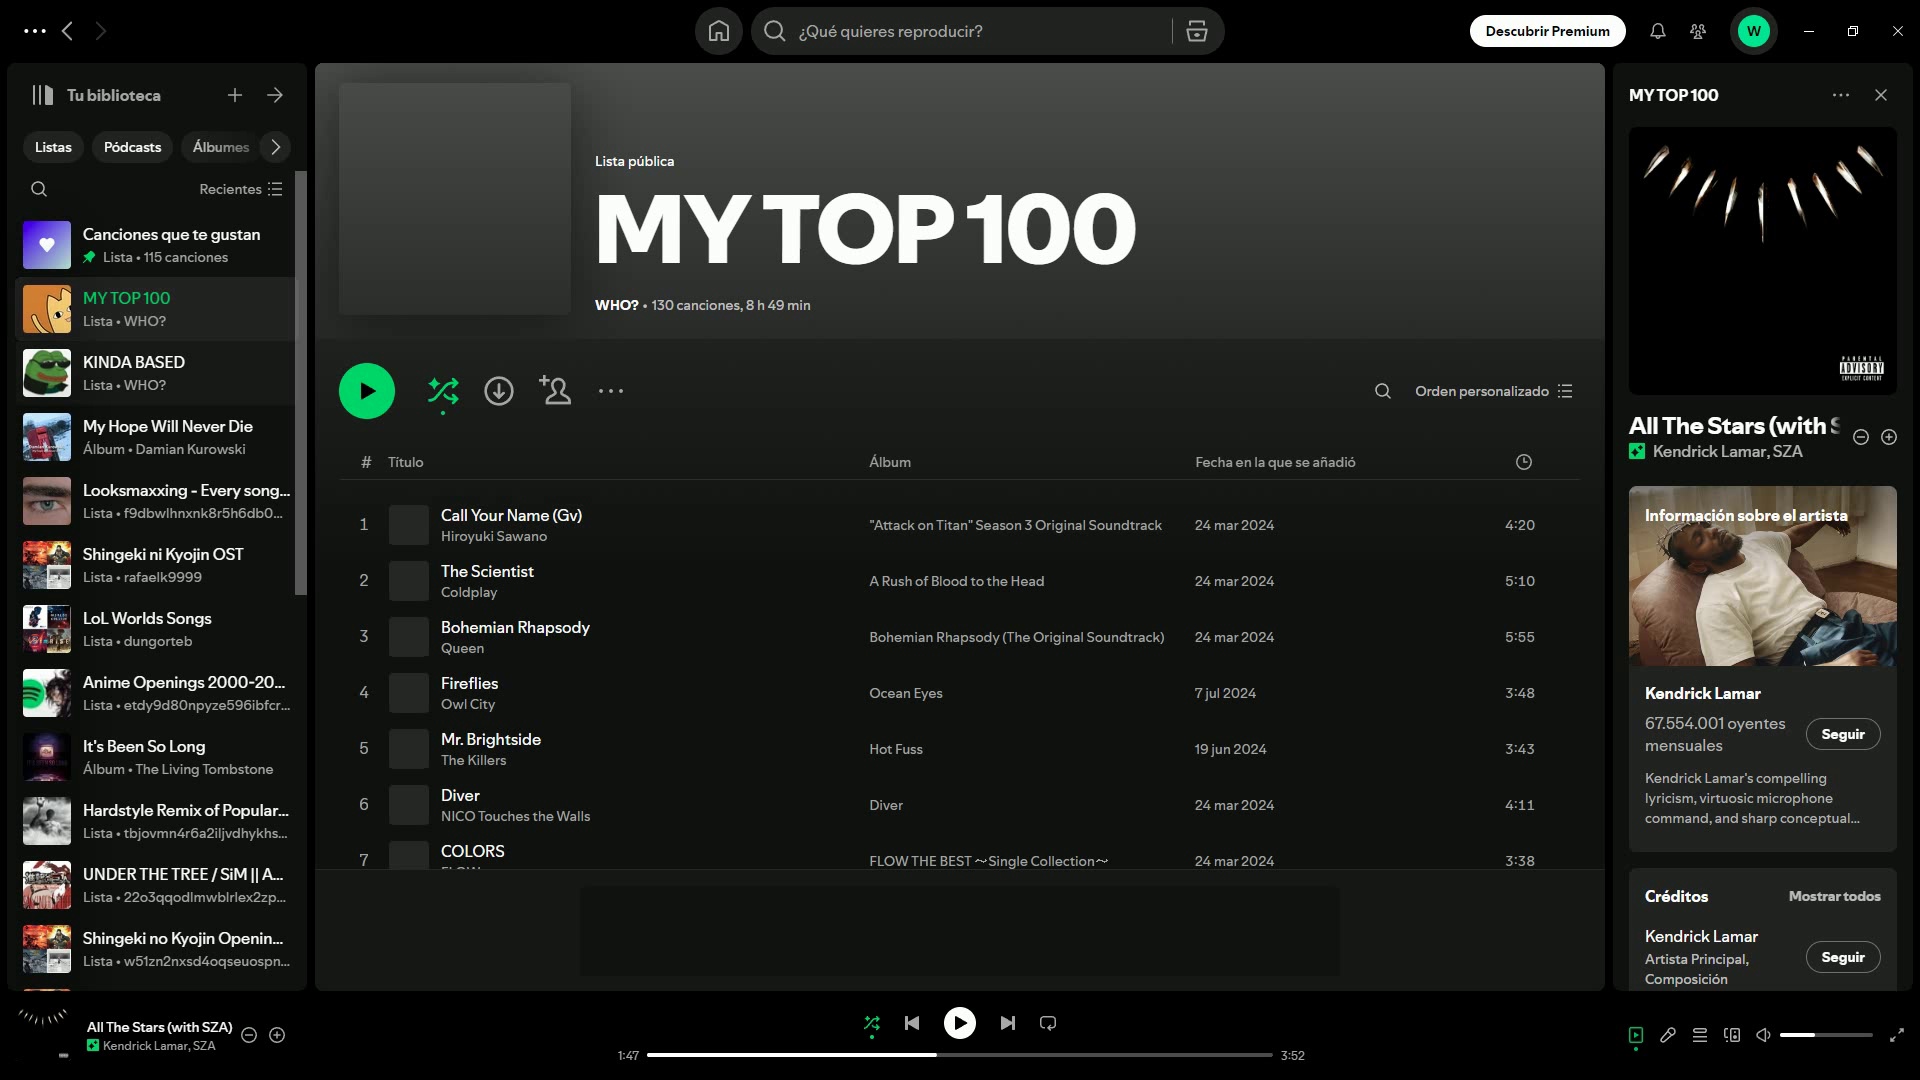 ¿Qué quieres reproducir?
Descubrir Premium
W
Tu biblioteca
Listas
Pódcasts
Álbumes
Recientes
Canciones que te gustan
Lista • 115 canciones
MY TOP 100
Lista • WHO?
KINDA BASED
Lista • WHO?
My Hope Will Never Die
Álbum • Damian Kurowski
Looksmaxxing - Every song...
Lista • f9dbwlhnxnk8r5h6db0...
Shingeki ni Kyojin OST
Lista • rafaelk9999
LoL Worlds Songs
Lista • dungorteb
Anime Openings 2000-20...
Lista • etdy9d80npyze596ibfcr...
It's Been So Long
Álbum • The Living Tombstone
Hardstyle Remix of Popular...
Lista • tbjovmn4r6a2iljvdhykhs...
UNDER THE TREE / SiM || A...
Lista • 22o3qqodlmwblrlex2zp...
Shingeki no Kyojin Openin...
Lista • w51zn2nxsd4oqseuospn...
Lista pública
MY TOP 100
WHO? • 130 canciones, 8 h 49 min
Orden personalizado
# Título Álbum Fecha en la que se añadió
1 Call Your Name (Gv) "Attack on Titan" Season 3 Original Soundtrack 24 mar 2024 4:20
Hiroyuki Sawano
2 The Scientist A Rush of Blood to the Head 24 mar 2024 5:10
Coldplay
3 Bohemian Rhapsody Bohemian Rhapsody (The Original Soundtrack) 24 mar 2024 5:55
Queen
4 Fireflies Ocean Eyes 7 jul 2024 3:48
Owl City
5 Mr. Brightside Hot Fuss 19 jun 2024 3:43
The Killers
6 Diver Diver 24 mar 2024 4:11
NICO Touches the Walls
7 COLORS FLOW THE BEST ～Single Collection～ 24 mar 2024 3:38
MY TOP 100
PARENTAL
ADVISORY
EXPLICIT CONTENT
All The Stars (with S
Kendrick Lamar, SZA
Información sobre el artista
Kendrick Lamar
67.554.001 oyentes
mensuales
Seguir
Kendrick Lamar's compelling
lyricism, virtuosic microphone
command, and sharp conceptual...
Créditos
Mostrar todos
Kendrick Lamar
Artista Principal,
Composición
Seguir
All The Stars (with SZA)
Kendrick Lamar, SZA
1:47
3:52